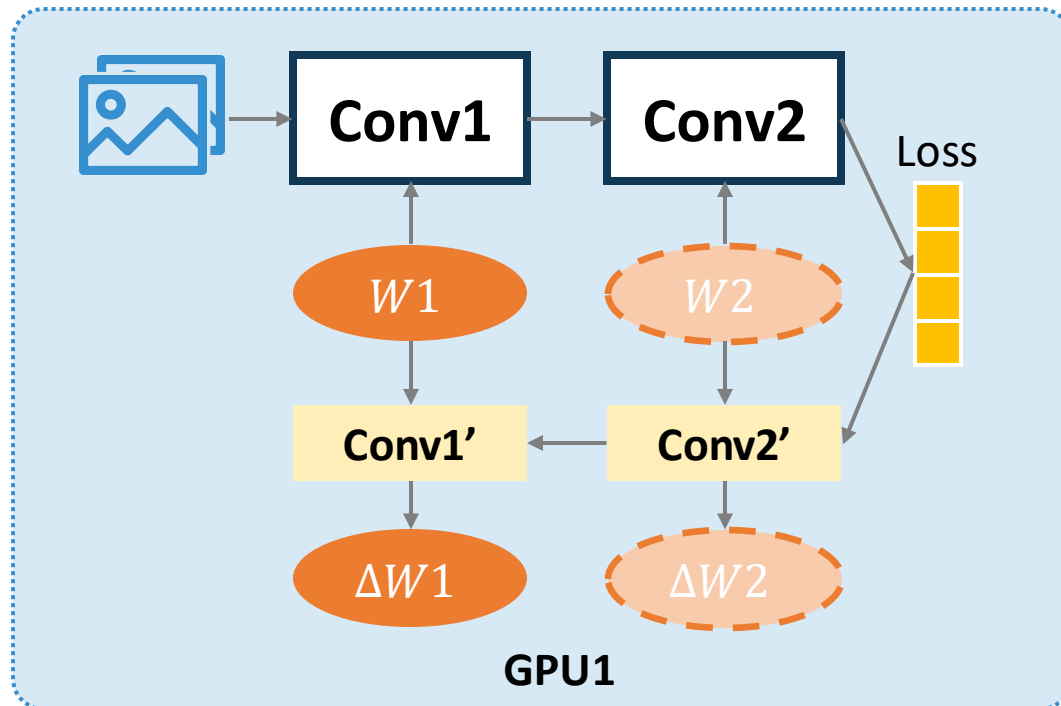 Conv1
Conv2
Loss
W1
W2
Conv1’
Conv2’
ΔW1
ΔW2
GPU1